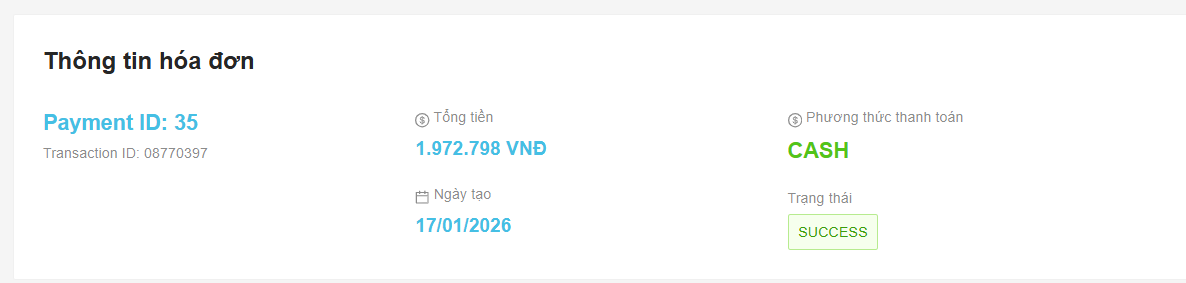 Thông tin hóa đơn
Payment ID: 35
Transaction ID: 08770397
Tổng tiền
1.972.798 VNĐ
Ngày tạo
17/01/2026
Phương thức thanh toán
CASH
Trạng thái
SUCCESS